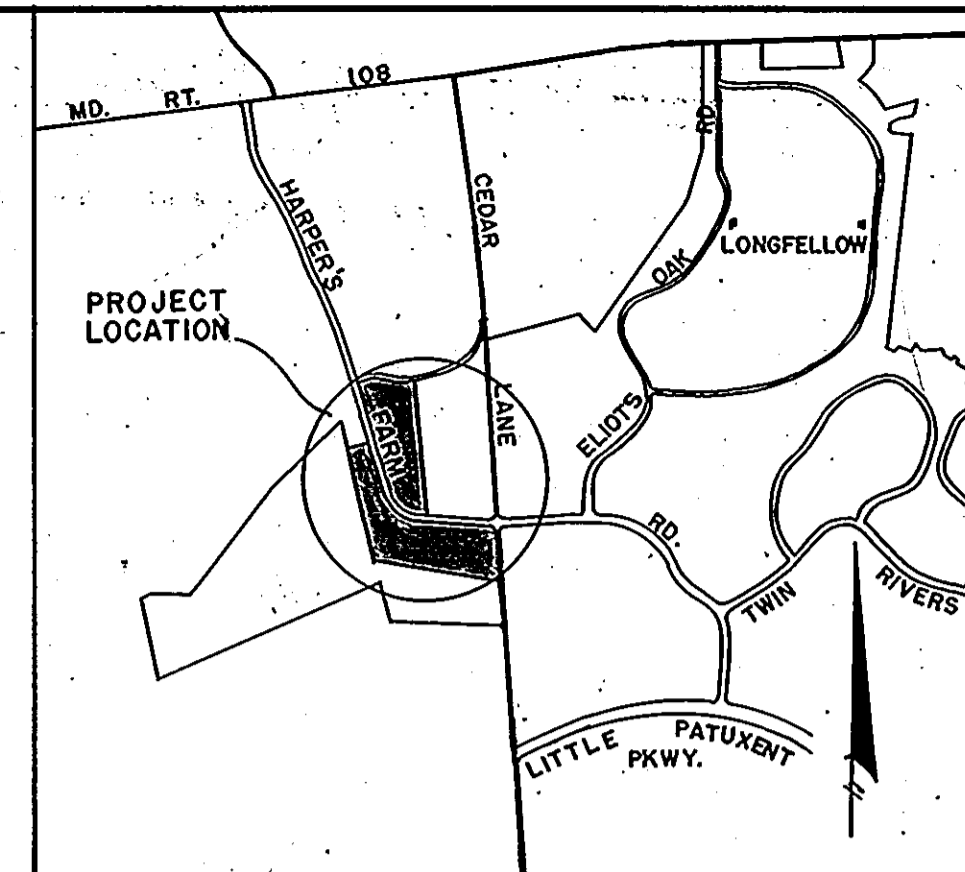 MD. RT. 108
HARPER'S
FARM
RD.
CEDAR
LANE
RD.
OAK
ELIOTS
"LONGFELLOW"
PROJECT
LOCATION
TWIN
RIVERS
LITTLE
PATUXENT
PKWY.